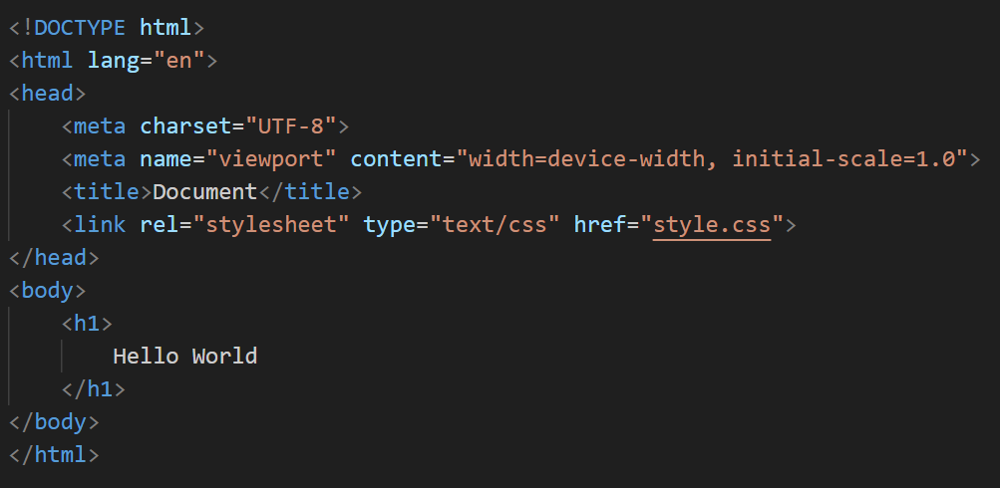 <!DOCTYPE html>
<html lang="en">
<head>
    <meta charset="UTF-8">
    <meta name="viewport" content="width=device-width, initial-scale=1.0">
    <title>Document</title>
    <link rel="stylesheet" type="text/css" href="style.css">
</head>
<body>
    <h1>
        Hello World
    </h1>
</body>
</html>